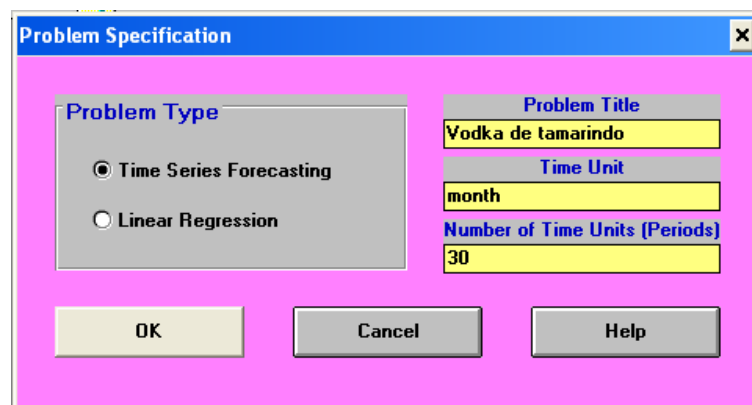 Problem Specification
Problem Type
Time Series Forecasting
Linear Regression
Problem Title
Vodka de tamarindo
Time Unit
month
Number of Time Units (Periods)
30
OK
Cancel
Help